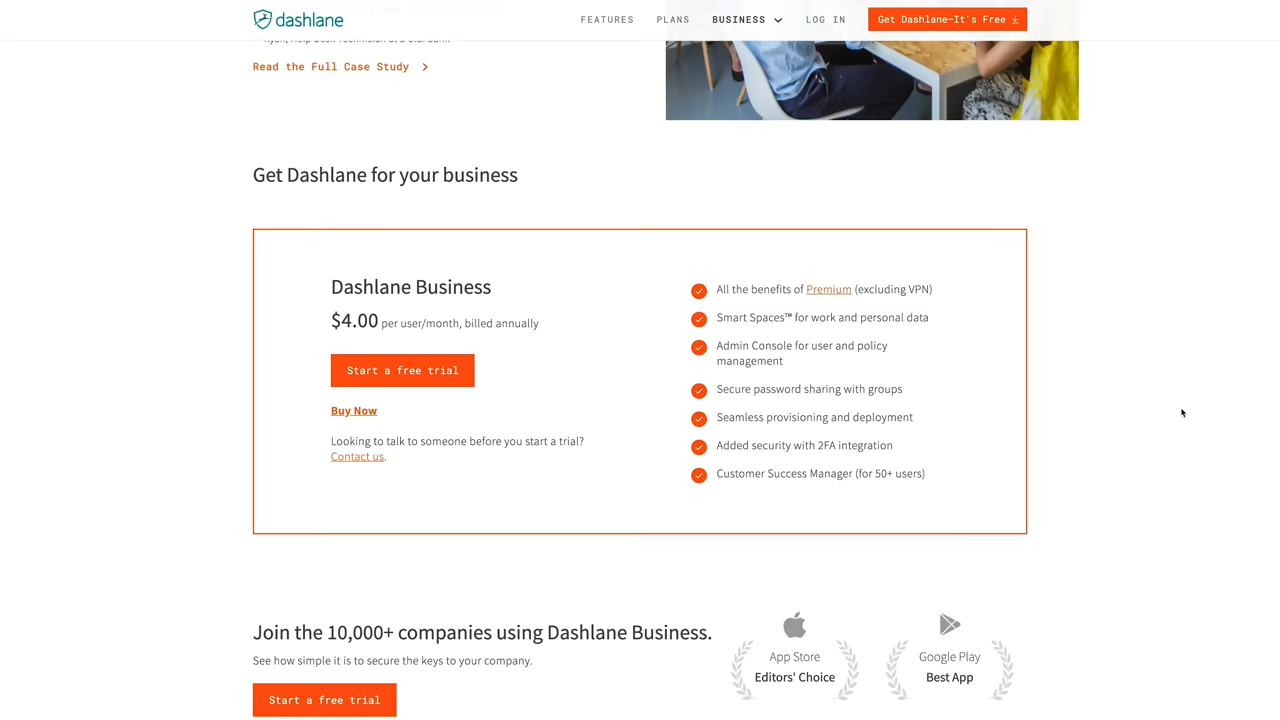 dashlane
FEATURES
PLANS
BUSINESS
LOG IN
Get Dashlane—It's Free
Read the Full Case Study
Get Dashlane for your business
Dashlane Business
$4.00 per user/month, billed annually
Start a free trial
Buy Now
Looking to talk to someone before you start a trial?
Contact us.
All the benefits of Premium (excluding VPN)
Smart Spaces™ for work and personal data
Admin Console for user and policy
management
Secure password sharing with groups
Seamless provisioning and deployment
Added security with 2FA integration
Customer Success Manager (for 50+ users)
Join the 10,000+ companies using Dashlane Business.
See how simple it is to secure the keys to your company.
Start a free trial
App Store
Editors' Choice
Google Play
Best App